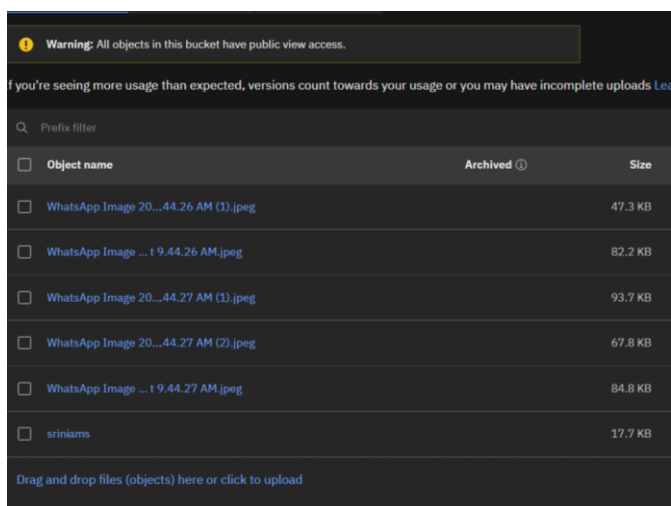 Warning: All objects in this bucket have public view access.
If you're seeing more usage than expected, versions count towards your usage or you may have incomplete uploads Lea
Prefix filter
Object name Archived Size
WhatsApp Image 20...44.26 AM (1).jpeg 47.3 KB
WhatsApp Image ... t 9.44.26 AM.jpeg 82.2 KB
WhatsApp Image 20...44.27 AM (1).jpeg 93.7 KB
WhatsApp Image 20...44.27 AM (2).jpeg 67.8 KB
WhatsApp Image ... t 9.44.27 AM.jpeg 84.8 KB
sriniams 17.7 KB
Drag and drop files (objects) here or click to upload